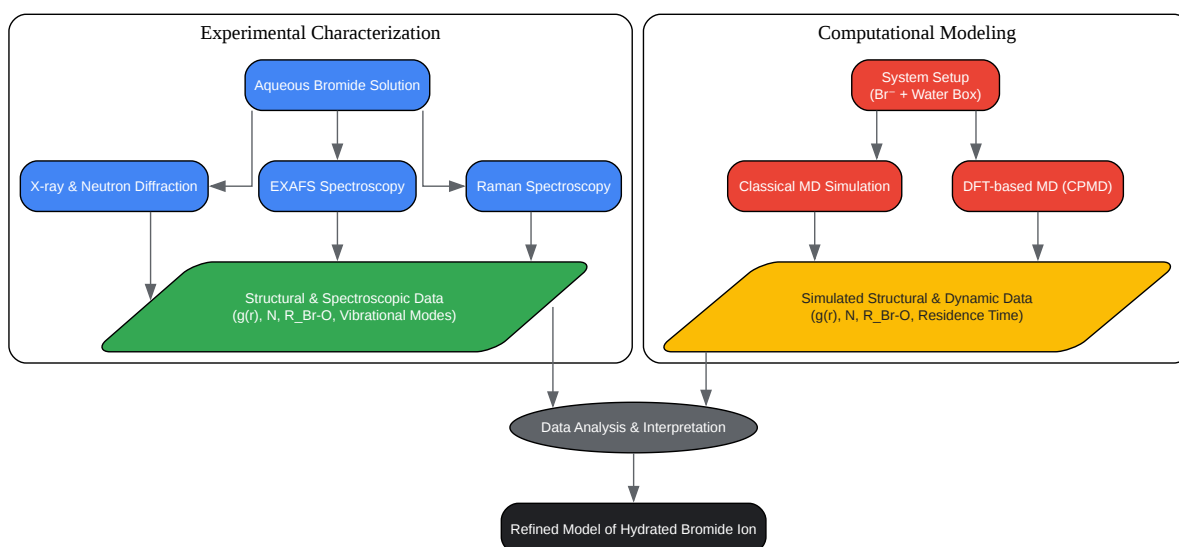 Experimental Characterization
Computational Modeling
Aqueous Bromide Solution
System Setup
(Br⁻ + Water Box)
X-ray & Neutron Diffraction
EXAFS Spectroscopy
Raman Spectroscopy
Classical MD Simulation
DFT-based MD (CPMD)
Structural & Spectroscopic Data
(g(r), N, R_Br-O, Vibrational Modes)
Simulated Structural & Dynamic Data
(g(r), N, R_Br-O, Residence Time)
Data Analysis & Interpretation
Refined Model of Hydrated Bromide Ion